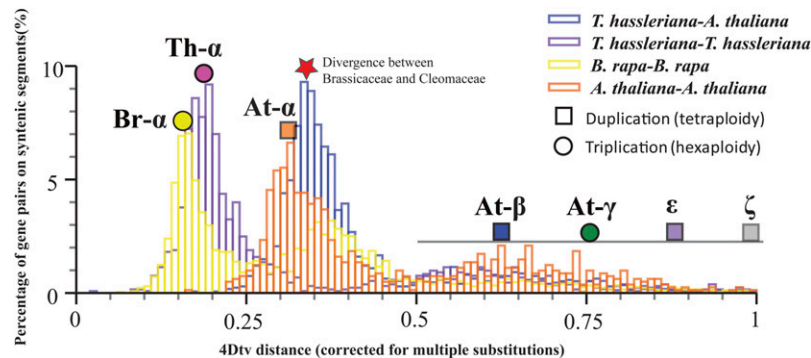 Percentage of gene pairs on syntenic segments(%)
10
5
0
Th-α
Br-α
At-α
Divergence between
Brassicaceae and Cleomaceae
T. hassleriana-A. thaliana
T. hassleriana-T. hassleriana
B. rapa-B. rapa
A. thaliana-A. thaliana
Duplication (tetraploidy)
Triplication (hexaploidy)
At-β
At-γ
ε
ζ
0
0.25
0.5
0.75
1
4Dtv distance (corrected for multiple substitutions)